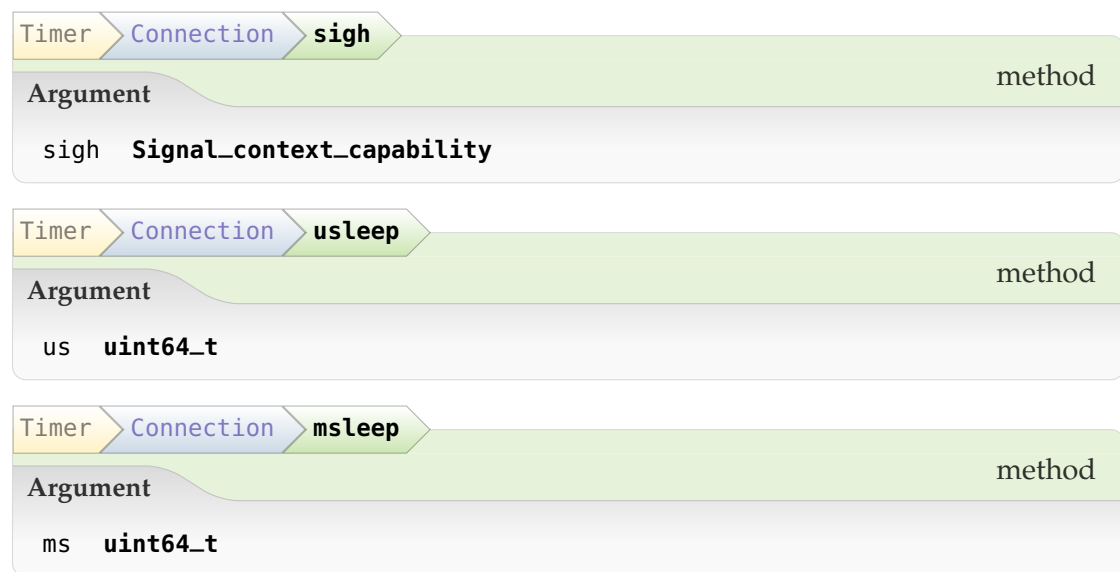 Timer Connection sigh
method
Argument
sigh Signal_context_capability
Timer Connection usleep
method
Argument
us uint64_t
Timer Connection msleep
method
Argument
ms uint64_t